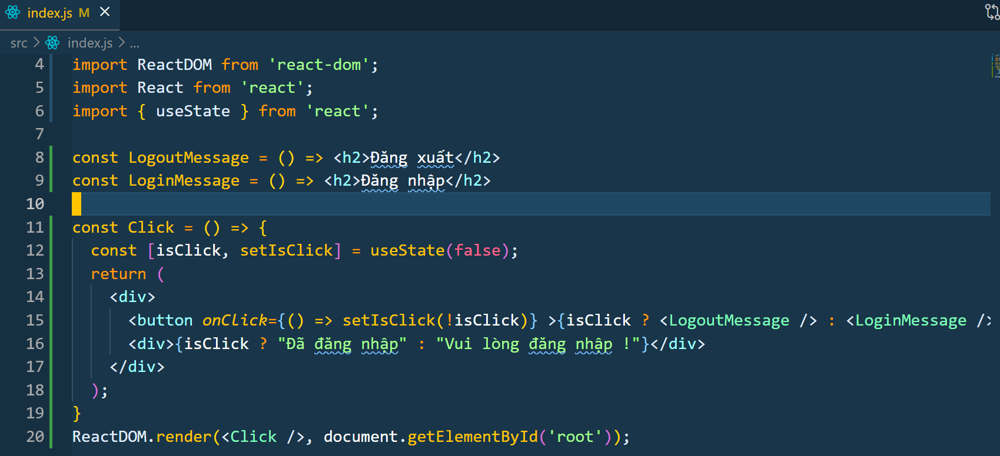 index.js M
src > index.js > ...
4 import ReactDOM from 'react-dom';
5 import React from 'react';
6 import { useState } from 'react';
7
8 const LogoutMessage = () => <h2>Đăng xuất</h2>
9 const LoginMessage = () => <h2>Đăng nhập</h2>
10
11 const Click = () => {
12 const [isClick, setIsClick] = useState(false);
13 return (
14 <div>
15 <button onClick={() => setIsClick(!isClick)} >{isClick ? <LogoutMessage /> : <LoginMessage />
16 <div>{isClick ? "Đã đăng nhập" : "Vui lòng đăng nhập !"}</div>
17 </div>
18 );
19 }
20 ReactDOM.render(<Click />, document.getElementById('root'));